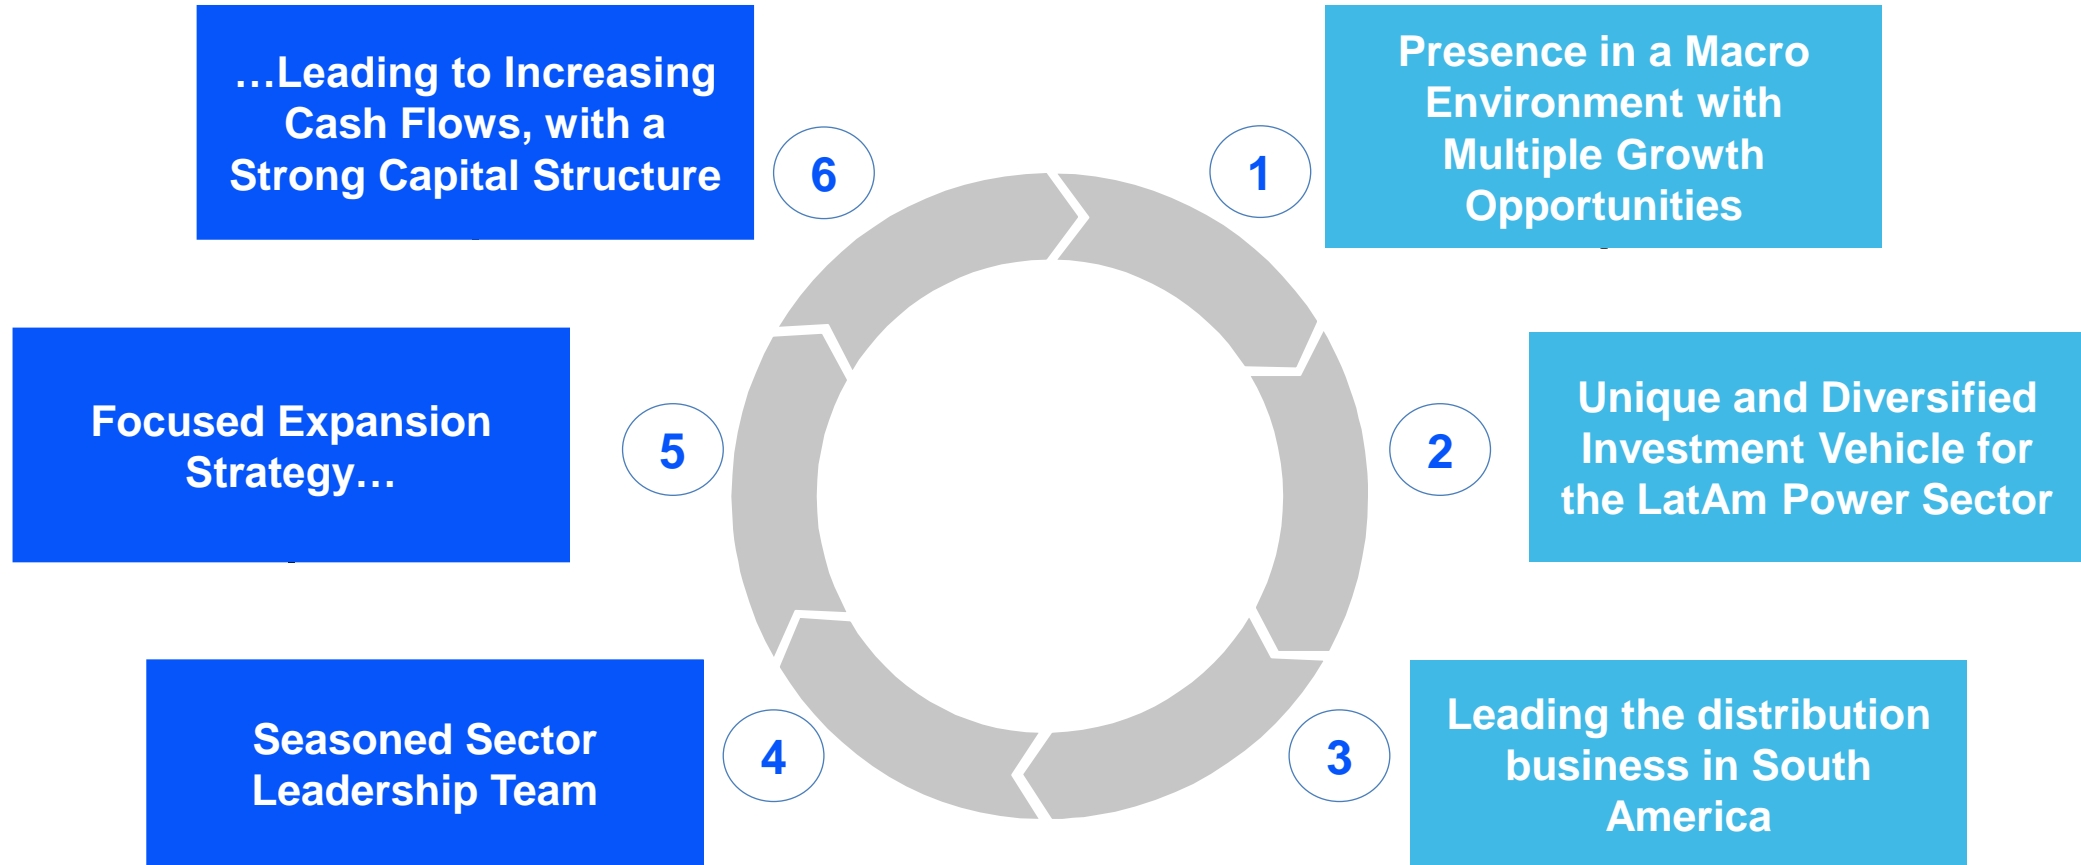 1
Presence in a Macro
Environment with
Multiple Growth
Opportunities
2
Unique and Diversified
Investment Vehicle for
the LatAm Power Sector
3
Leading the distribution
business in South
America
4
Seasoned Sector
Leadership Team
5
Focused Expansion
Strategy…
6
…Leading to Increasing
Cash Flows, with a
Strong Capital Structure